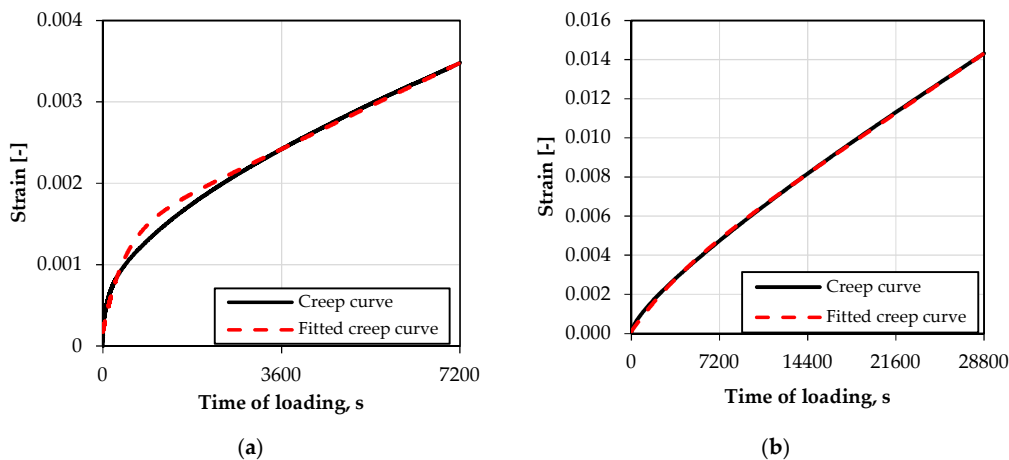 0.004
0.003
0.002
0.001
0
Strain [-]
Creep curve
Fitted creep curve
0
3600
7200
Time of loading, s
(a)
0.016
0.014
0.012
0.010
0.008
0.006
0.004
0.002
0.000
Strain [-]
Creep curve
Fitted creep curve
0
7200
14400
21600
28800
Time of loading, s
(b)